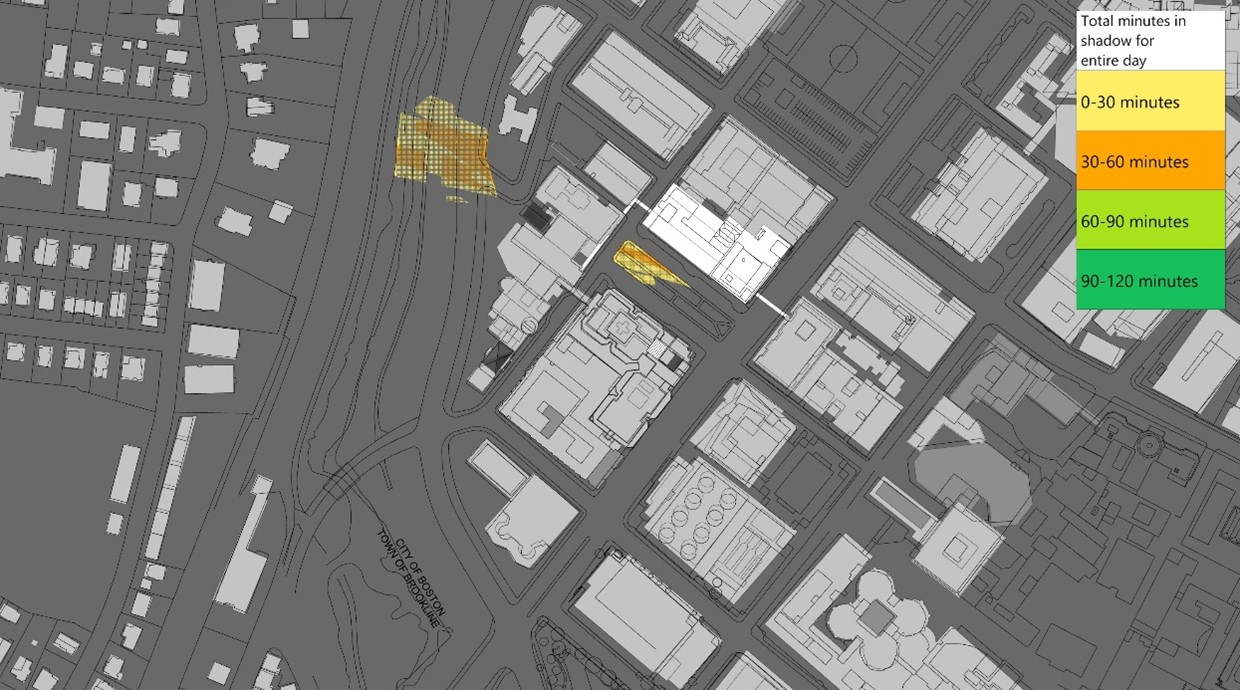 Total minutes in
shadow for
entire day
0-30 minutes
30-60 minutes
60-90 minutes
90-120 minutes
CITY OF BOSTON
TOWN OF BROOKLINE